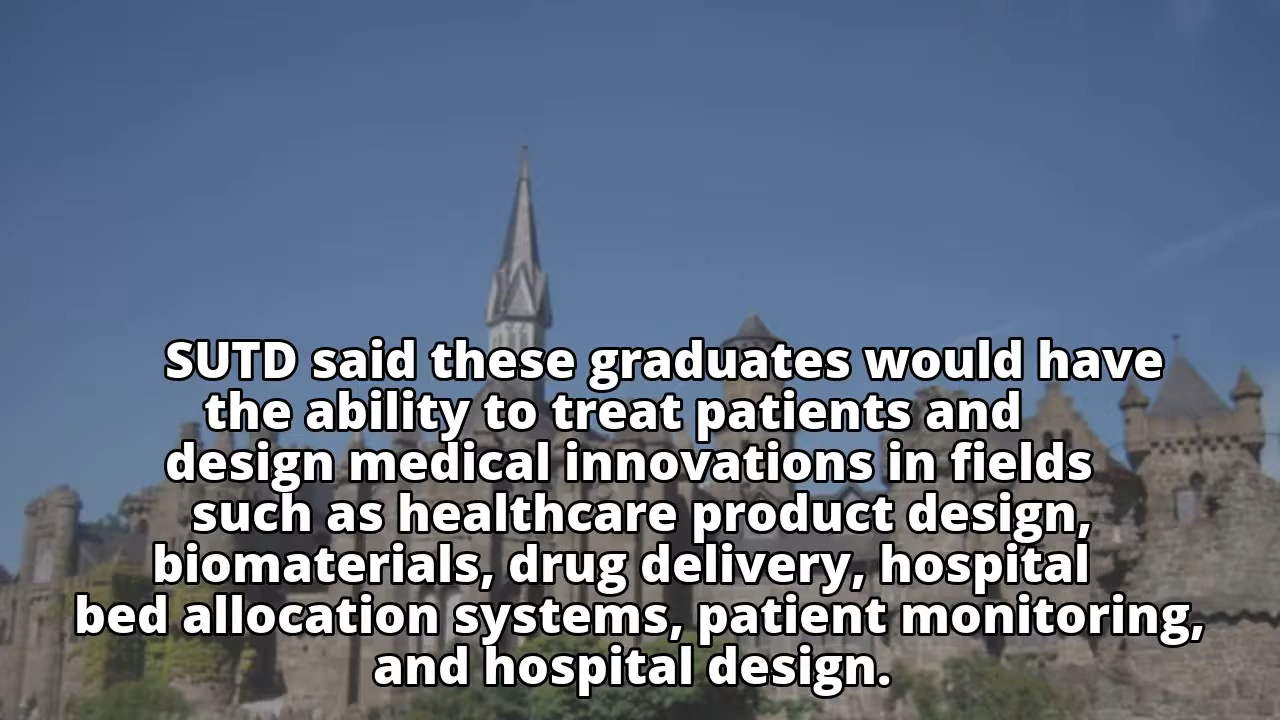 SUTD said these graduates would have
the ability to treat patients and
design medical innovations in fields
such as healthcare product design,
biomaterials, drug delivery, hospital
bed allocation systems, patient monitoring,
and hospital design.